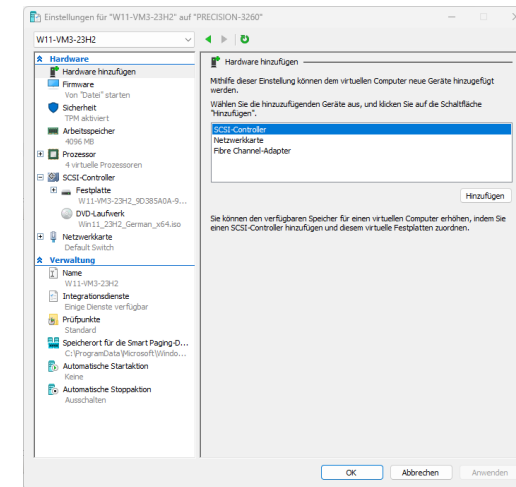 Einstellungen für "W11-VM3-23H2" auf "PRECISION-3260"
W11-VM3-23H2
Hardware
Hardware hinzufügen
Firmware
Von "Datei" starten
Sicherheit
TPM aktiviert
Arbeitsspeicher
4096 MB
Prozessor
4 virtuelle Prozessoren
SCSI-Controller
Festplatte
W11-VM3-23H2_9D385A0A-9...
DVD-Laufwerk
Win11_23H2_German_x64.iso
Netzwerkkarte
Default Switch
Verwaltung
Name
W11-VM3-23H2
Integrationsdienste
Einige Dienste verfügbar
Prüfpunkte
Standard
Speicherort für die Smart Paging-D...
C:\ProgramData\Microsoft\Windo...
Automatische Startaktion
Keine
Automatische Stoppaktion
Ausschalten
Hardware hinzufügen
Mithilfe dieser Einstellung können dem virtuellen Computer neue Geräte hinzugefügt
werden.
Wählen Sie die hinzuzufügenden Geräte aus, und klicken Sie auf die Schaltfläche
"Hinzufügen".
SCSI-Controller
Netzwerkkarte
Fibre Channel-Adapter
Hinzufügen
Sie können den verfügbaren Speicher für einen virtuellen Computer erhöhen, indem Sie
einen SCSI-Controller hinzufügen und diesem virtuelle Festplatten zuordnen.
OK
Abbrechen
Anwenden